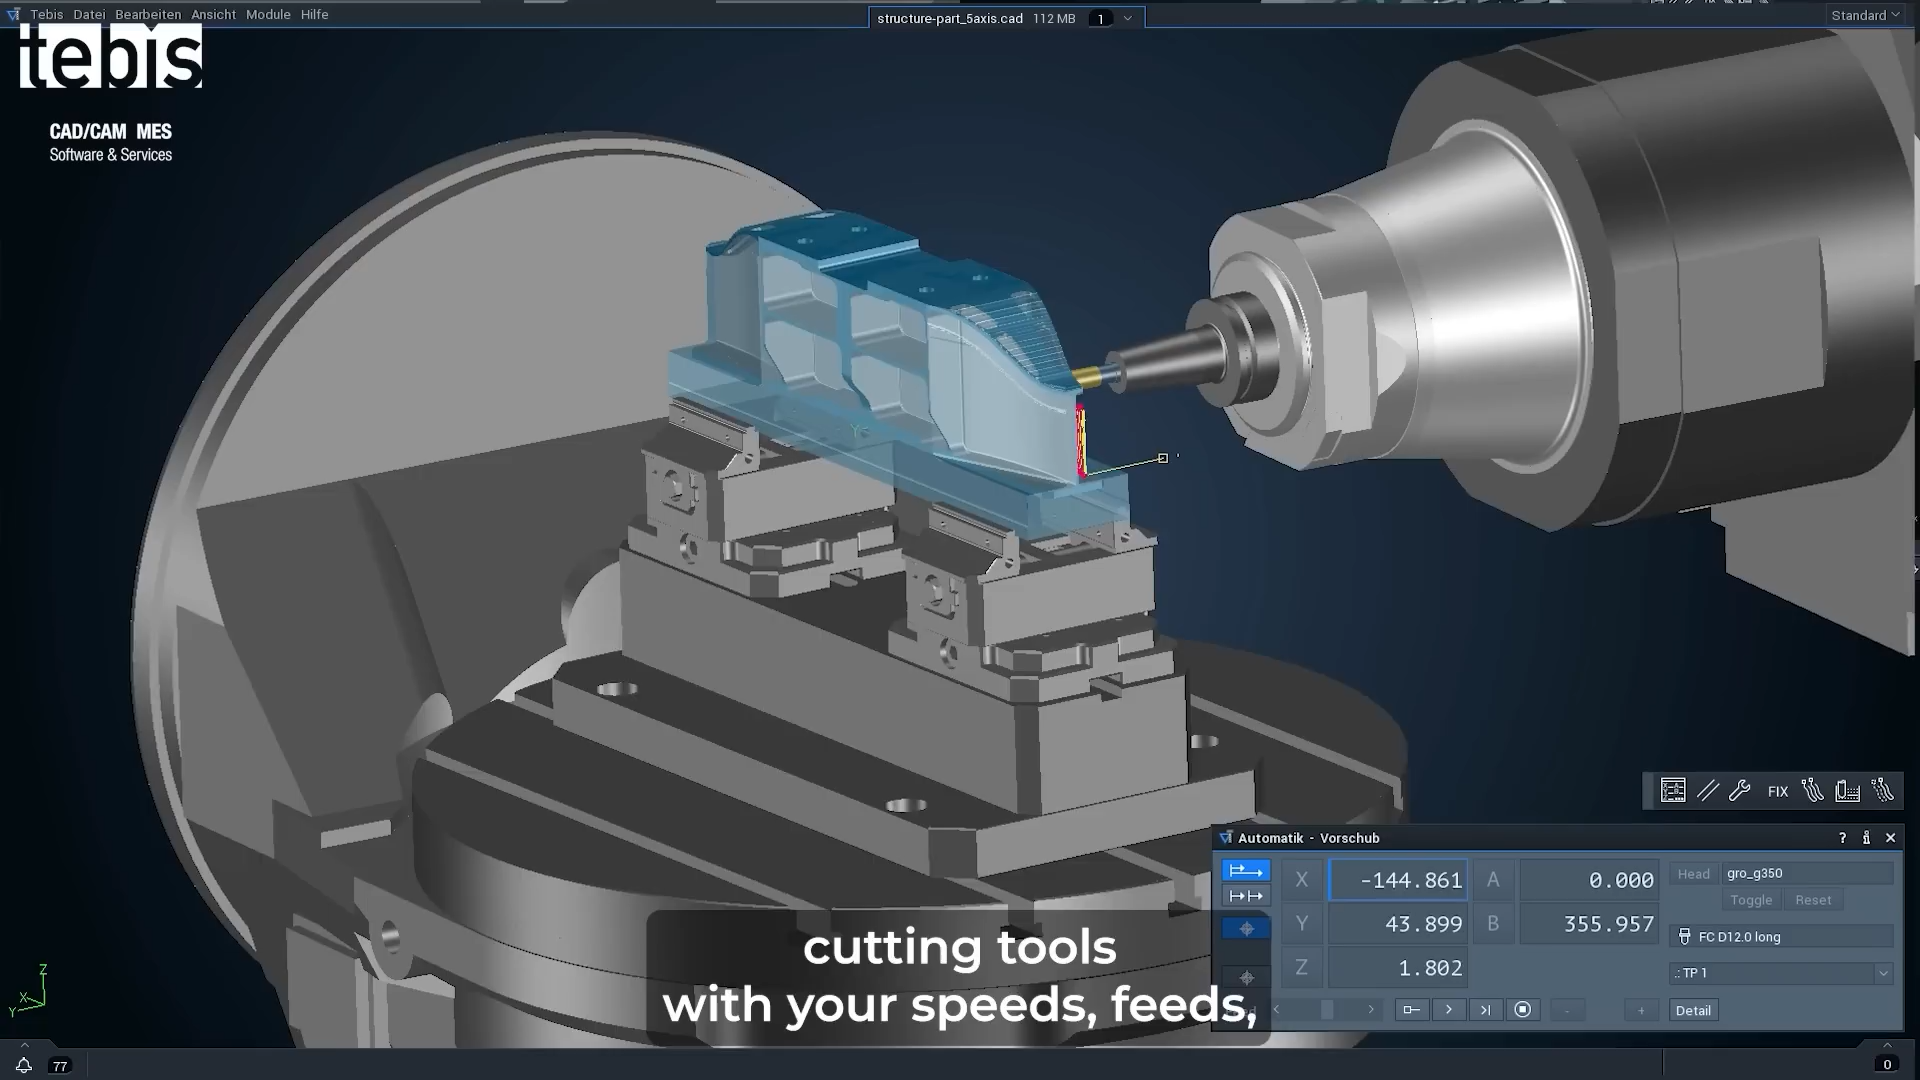 Tebis Datei Bearbeiten Ansicht Module Hilfe
structure-part_5axis.cad 112 MB 1
Standard
tebis
CAD/CAM MES
Software & Services
Y
FIX
Automatik - Vorschub
? i ×
X -144.861 A 0.000 Head gro_g350
Toggle Reset
Y 43.899 B 355.957
FC D12.0 long
Z 1.802
.: TP 1
- + Detail
cutting tools
with your speeds, feeds,
Z
X
Y
77
0